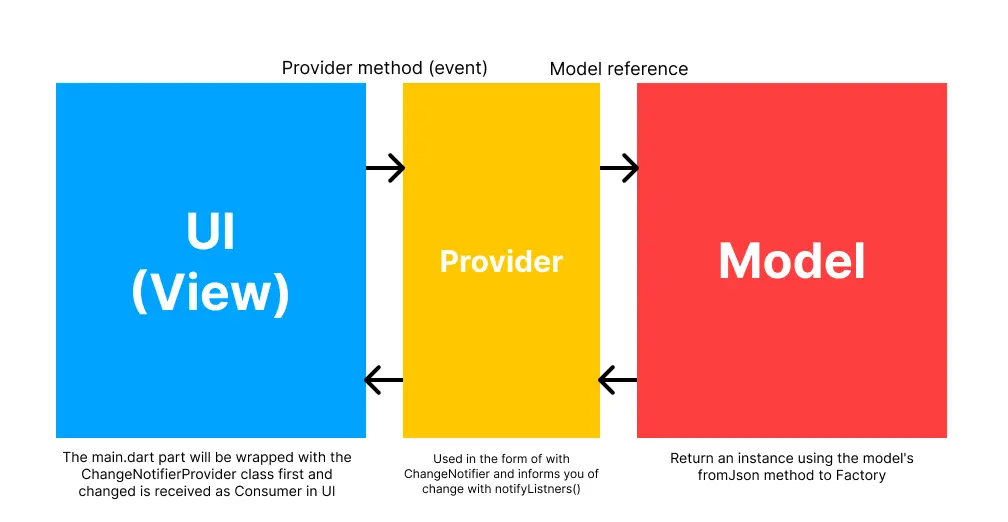 Provider method (event)
Model reference
UI
(View)
Provider
Model
The main.dart part will be wrapped with the
ChangeNotifierProvider class first and
changed is received as Consumer in UI
Used in the form of with
ChangeNotifier and informs you of
change with notifyListners()
Return an instance using the model's
fromJson method to Factory